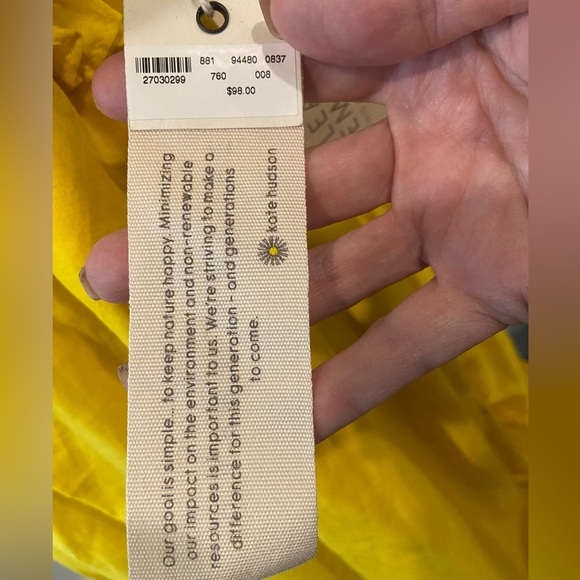 881 94480 0837
27030299 760 008
$98.00
Our goal is simple... to keep nature happy. Minimizing
our impact on the environment and non-renewable
resources is important to us. We're striving to make a
difference for this generation - and generations
to come.
kate hudson